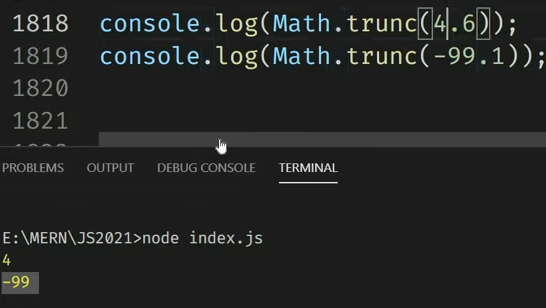 1818 console.log(Math.trunc(4.6));
1819 console.log(Math.trunc(-99.1));
1820
1821
PROBLEMS OUTPUT DEBUG CONSOLE TERMINAL
E:\MERN\JS2021>node index.js
4
-99